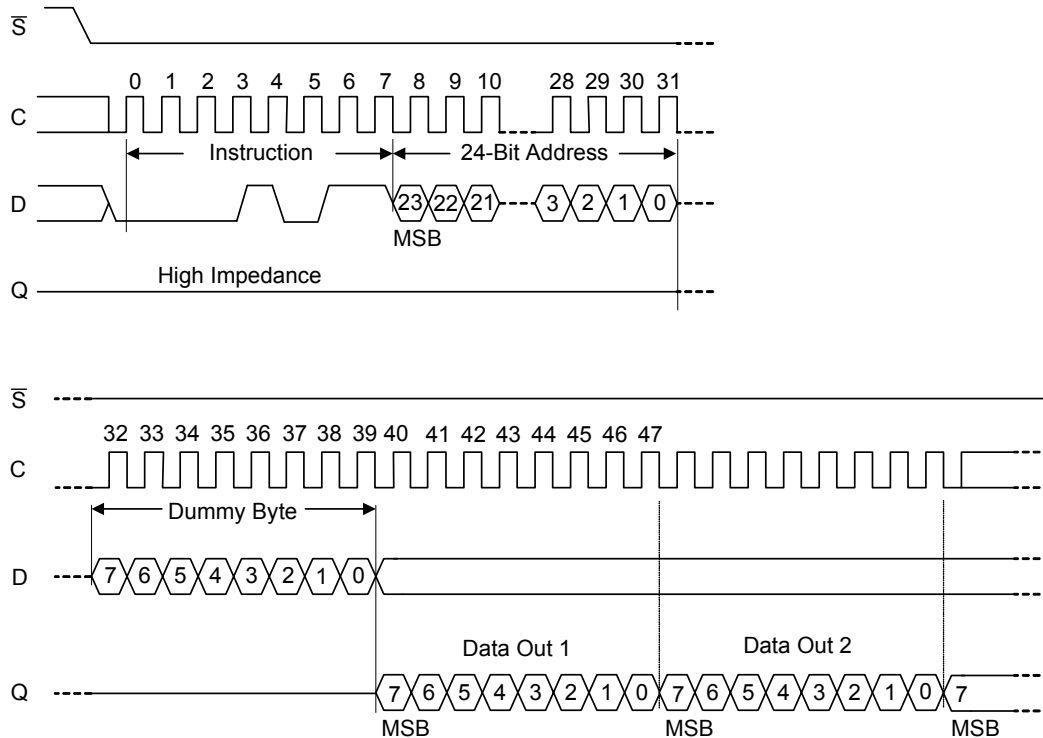 S
0 1 2 3 4 5 6 7 8 9 10 28 29 30 31
C
Instruction 24-Bit Address
D 23 22 21 3 2 1 0
MSB
High Impedance
Q
S
32 33 34 35 36 37 38 39 40 41 42 43 44 45 46 47
C
Dummy Byte
D 7 6 5 4 3 2 1 0
Data Out 1 Data Out 2
Q 7 6 5 4 3 2 1 0 7 6 5 4 3 2 1 0 7
MSB MSB MSB